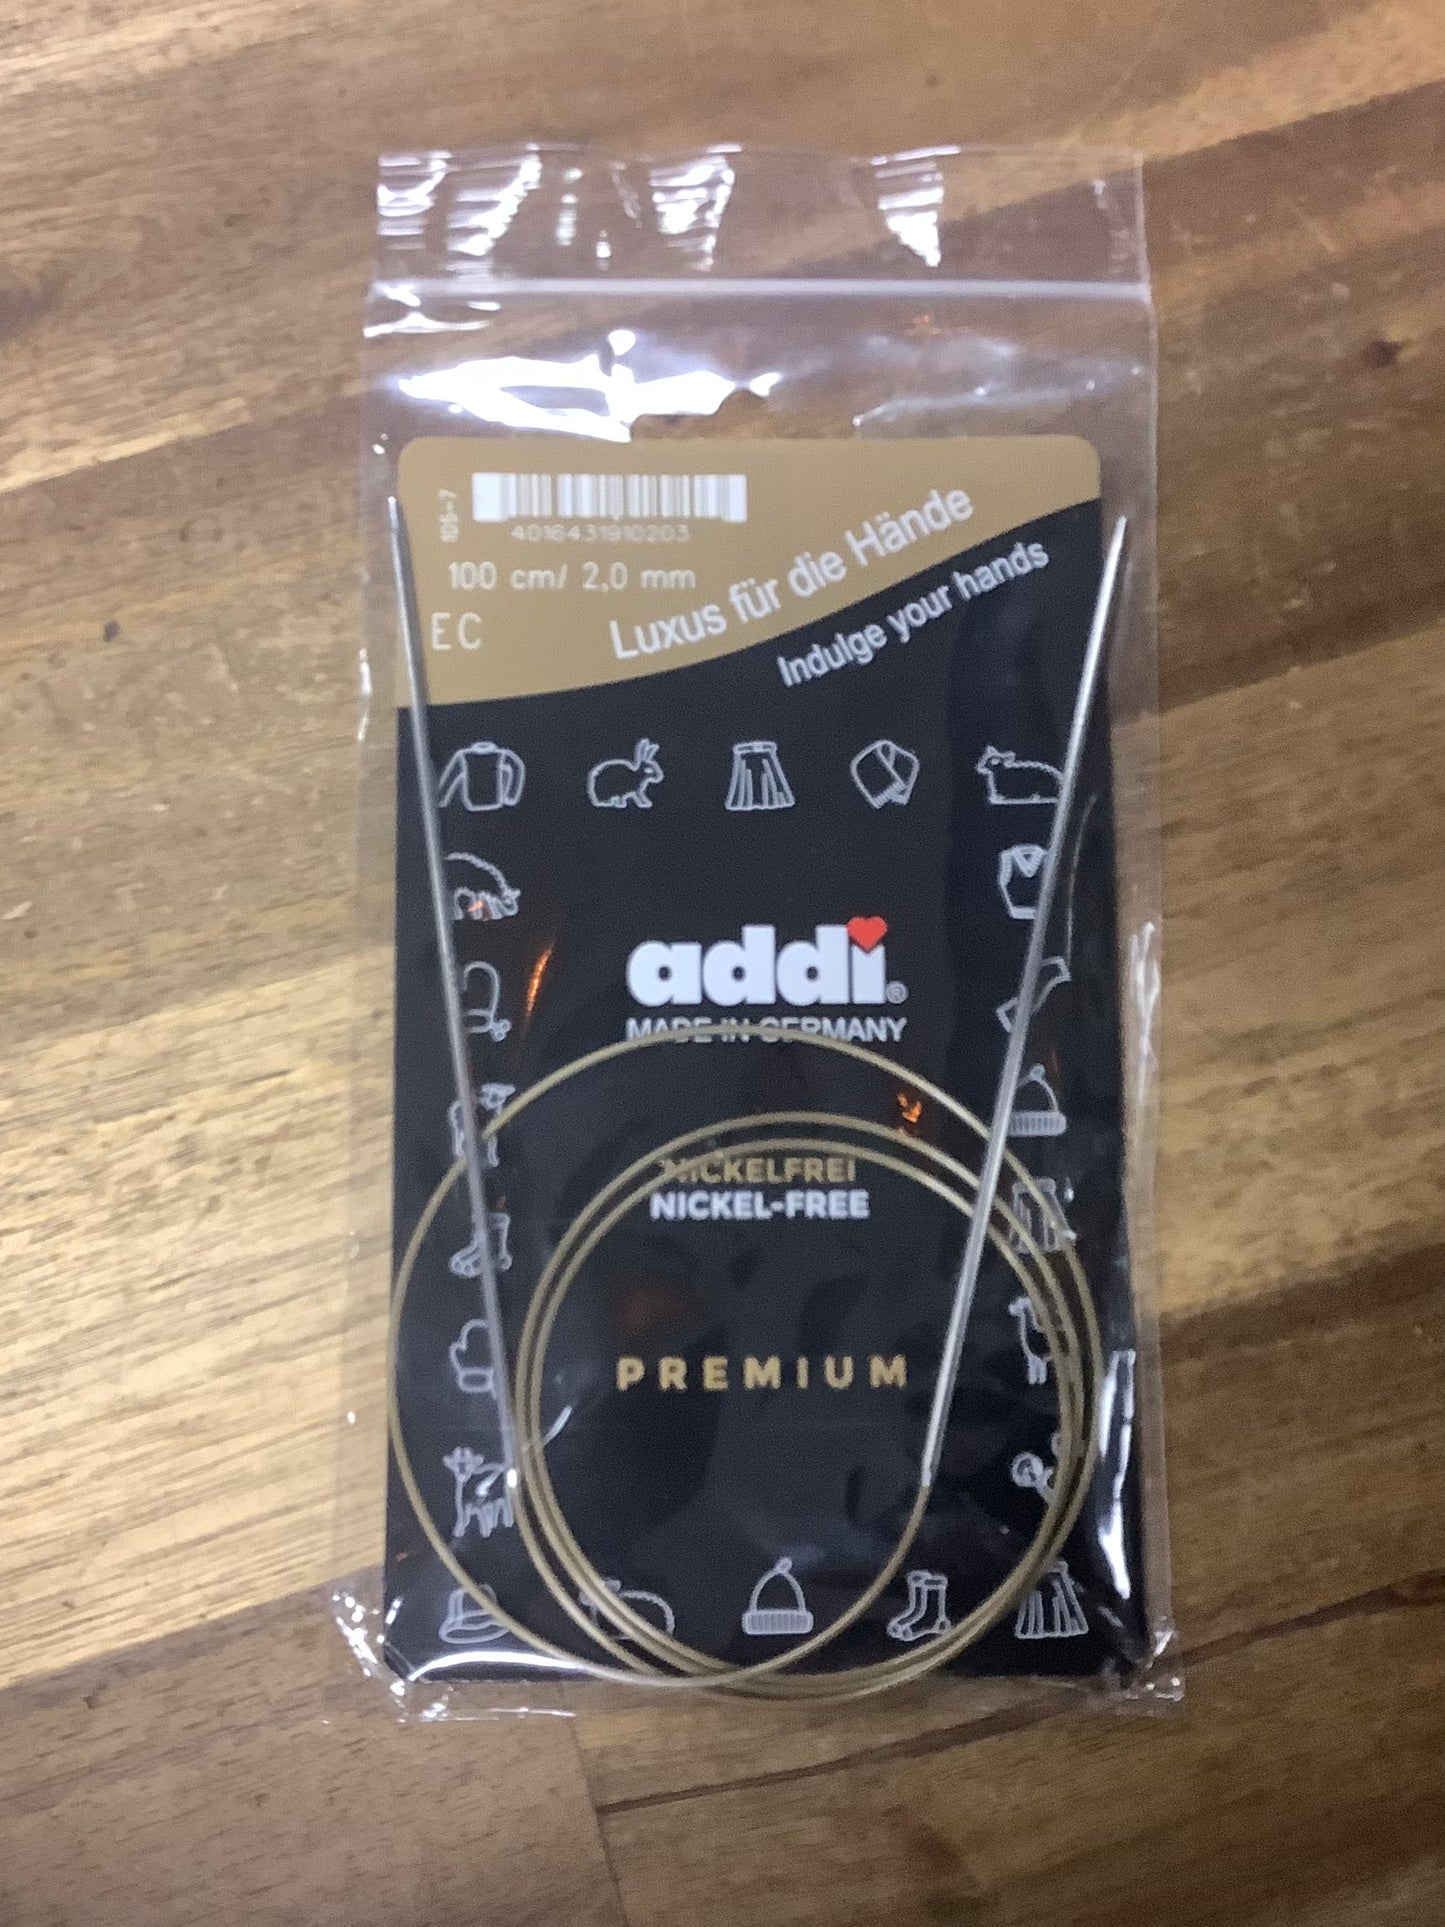 105-7
4016431910203
100 cm/ 2,0 mm
EC
Luxus für die Hände
Indulge your hands
addi®
MADE IN GERMANY
NICKELFREI
NICKEL-FREE
PREMIUM